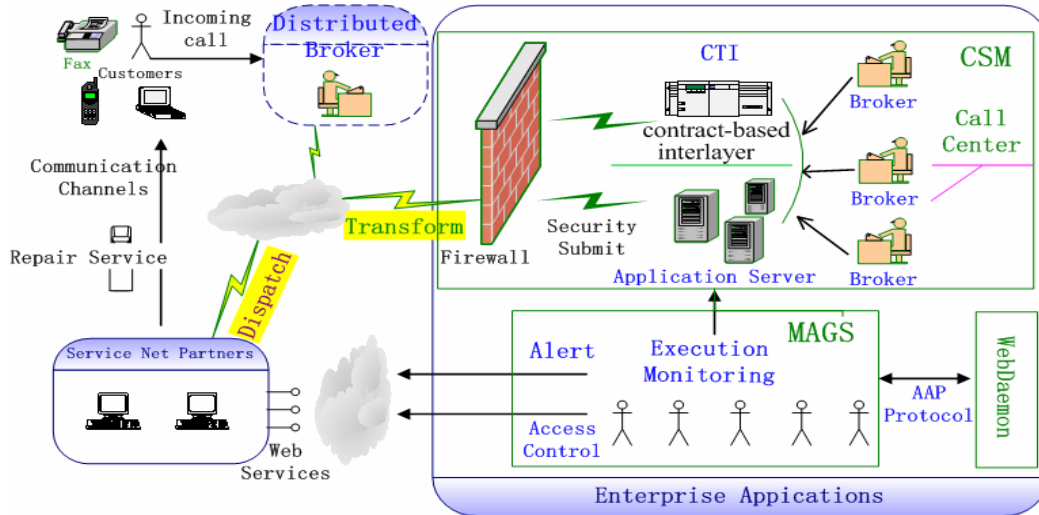 Incoming
call
Fax
Customers
Distributed
Broker
CTI
CSM
Broker
contract-based
interlayer
Call
Center
Broker
Communication
Channels
Transform
Security
Submit
Firewall
Repair Service
Broker
Application Server
Dispatch
Service Net Partners
MAGS
Alert
Execution
Monitoring
WebDaemon
AAP
Protocol
Access
Control
Web
Services
Enterprise Appications